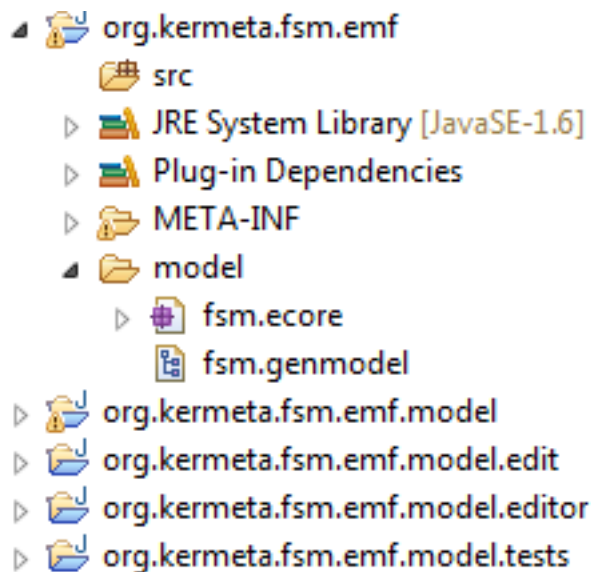 org.kermeta.fsm.emf
src
JRE System Library [JavaSE-1.6]
Plug-in Dependencies
META-INF
model
fsm.ecore
fsm.genmodel
org.kermeta.fsm.emf.model
org.kermeta.fsm.emf.model.edit
org.kermeta.fsm.emf.model.editor
org.kermeta.fsm.emf.model.tests